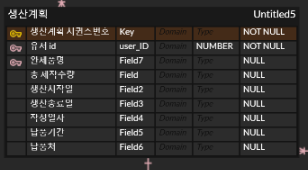 생산계획 Untitled5
생산계획 시퀀스번호 Key Domain Type NOT NULL
유저 id user_ID Domain NUMBER NOT NULL
완제품명 Field7 Domain Type NULL
총 세작수량 Field Domain Type NULL
생산시작일 Field2 Domain Type NULL
생산종료일 Field3 Domain Type NULL
작성일사 Field4 Domain Type NULL
납품기간 Field5 Domain Type NULL
납품처 Field6 Domain Type NULL